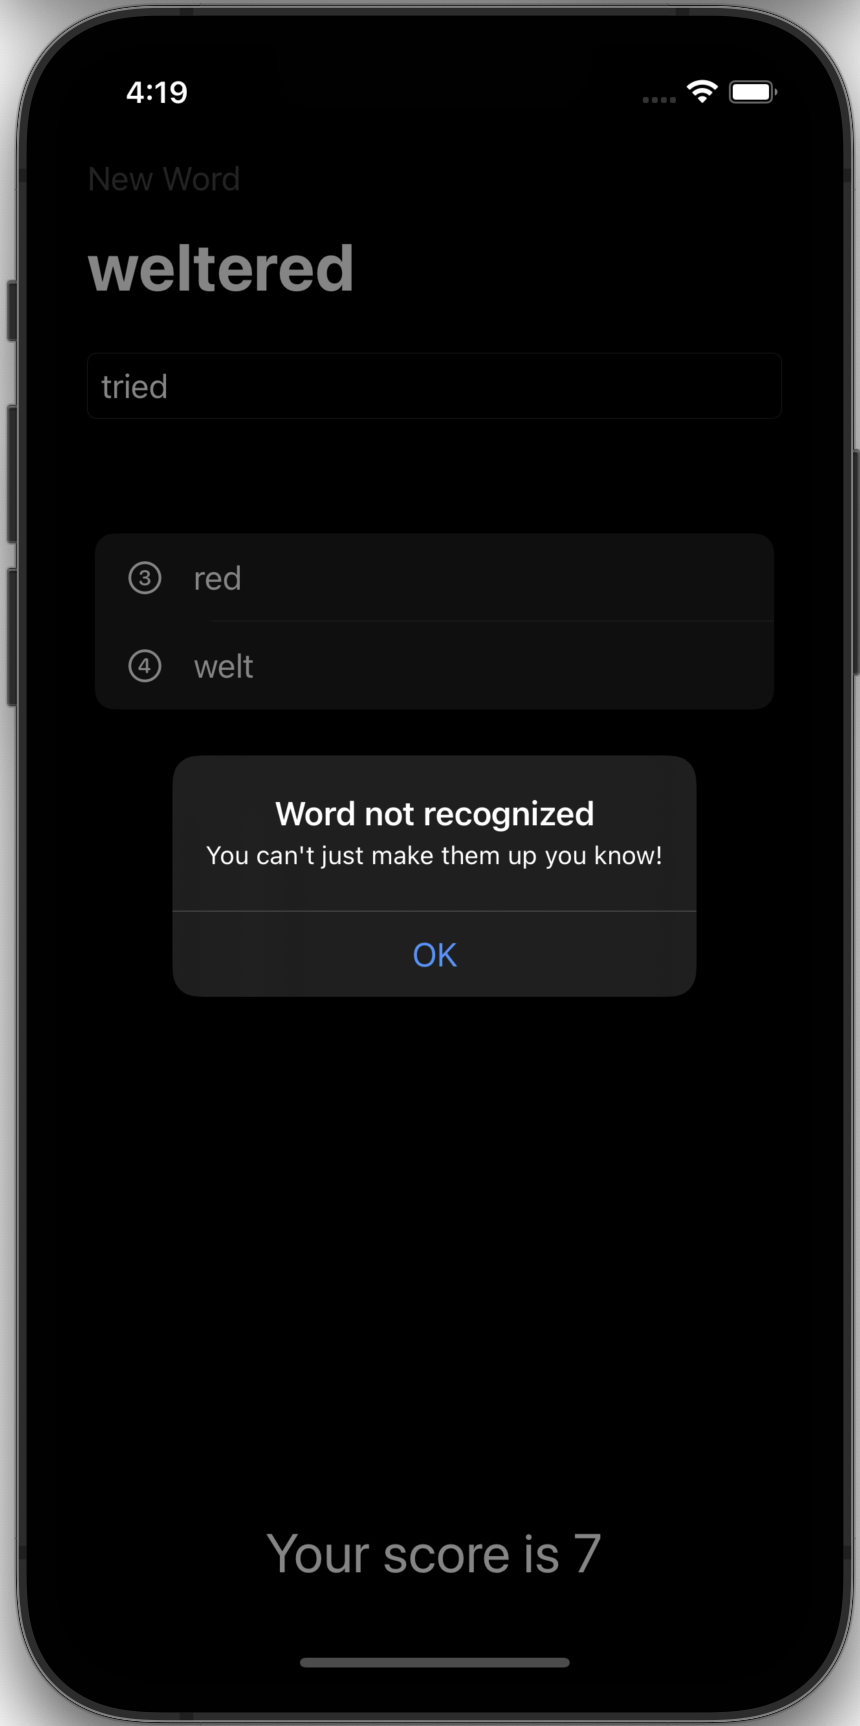 4:19
New Word
weltered
tried
3 red
4 welt
Word not recognized
You can't just make them up you know!
OK
Your score is 7